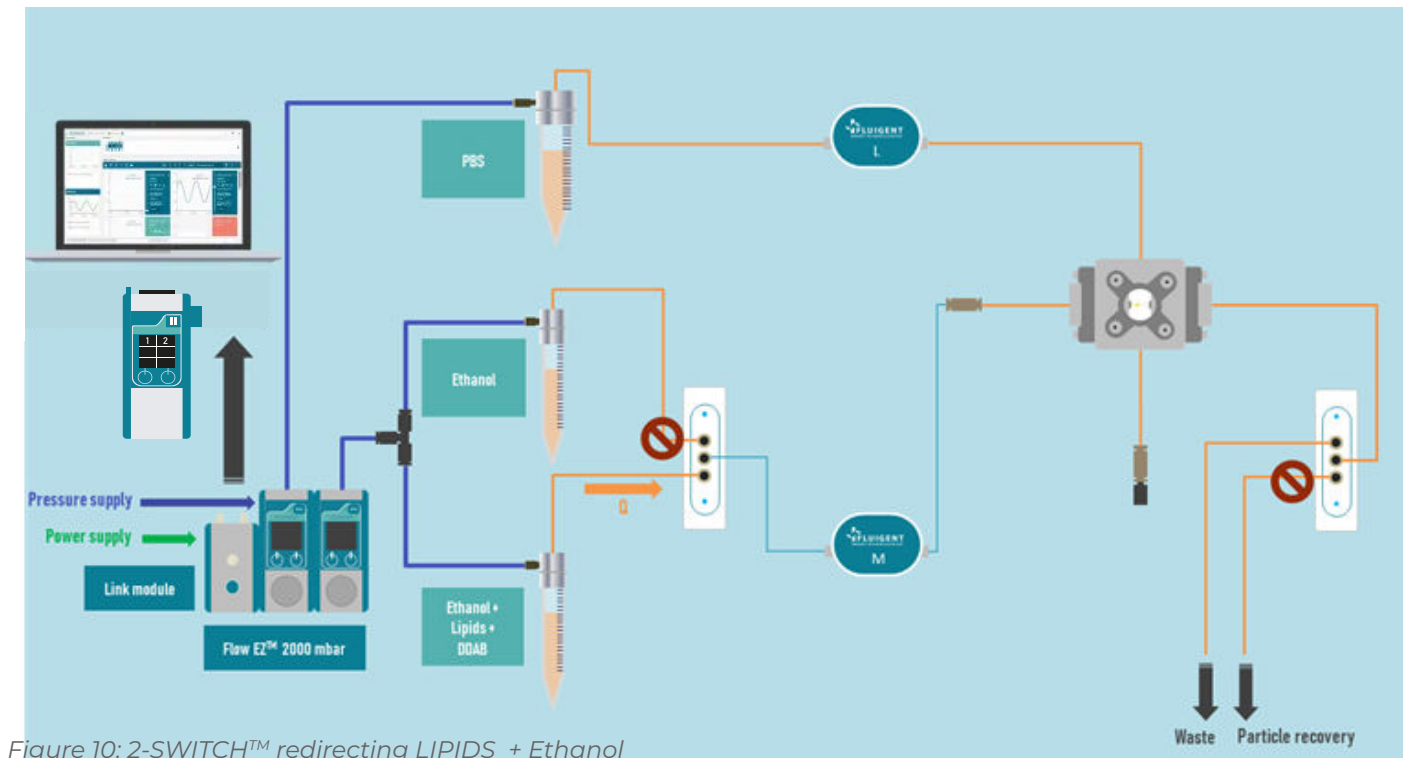 PBS
FLUIGENT
L
1 2
Ethanol
Pressure supply
Power supply
Link module
Flow EZ™ 2000 mbar
Q
Ethanol +
Lipids +
DDAB
FLUIGENT
M
Waste
Particle recovery
Figure 10: 2-SWITCH™ redirecting LIPIDS + Ethanol